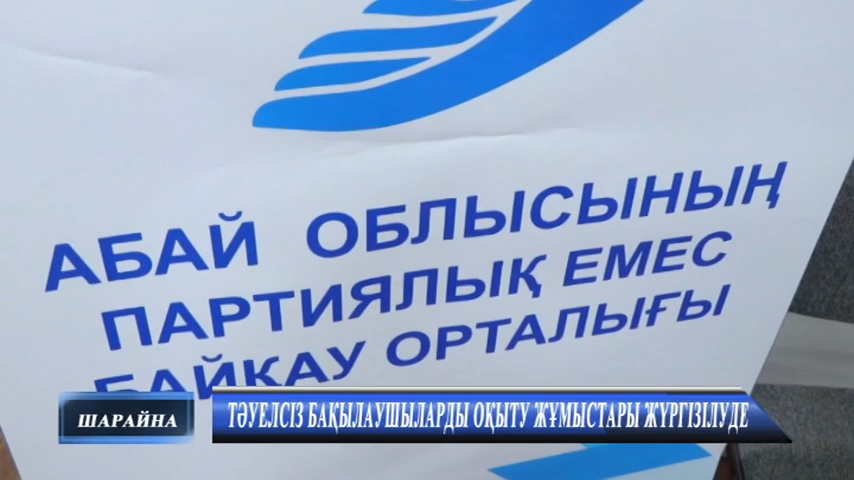 АБАЙ ОБЛЫСЫНЫҢ
ПАРТИЯЛЫҚ ЕМЕС
БАЙҚАУ ОРТАЛЫҒЫ
ШАРАЙНА
ТӘУЕЛСІЗ БАҚЫЛАУШЫЛАРДЫ ОҚЫТУ ЖҰМЫСТАРЫ ЖҮРГІЗІЛУДЕ